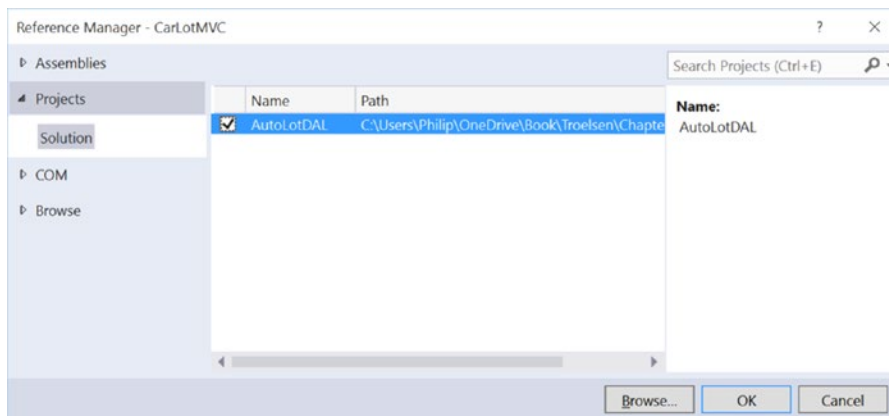 Reference Manager - CarLotMVC
Assemblies
Search Projects (Ctrl+E)
Projects
Solution
COM
Browse
Name Path
AutoLotDAL C:\Users\Philip\OneDrive\Book\Troelsen\Chapte
Name:
AutoLotDAL
Browse... OK Cancel